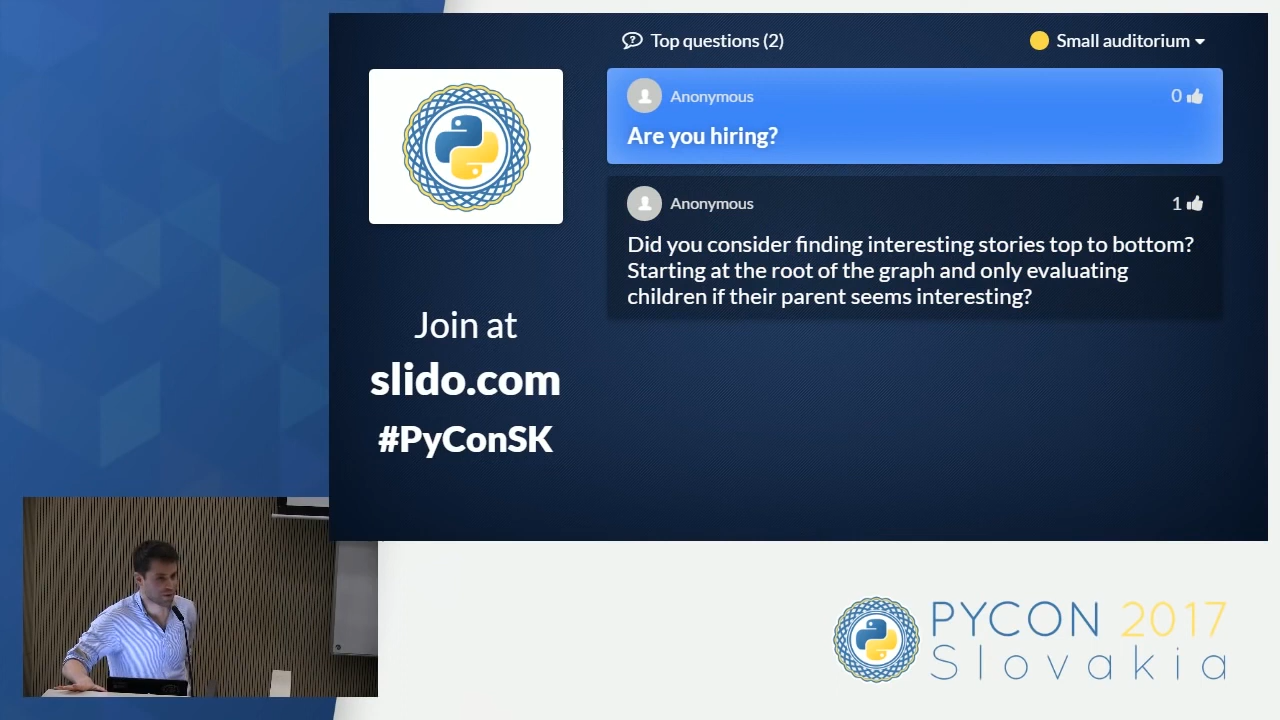 Top questions (2)
Small auditorium
Anonymous
0
Are you hiring?
Anonymous
1
Did you consider finding interesting stories top to bottom?
Starting at the root of the graph and only evaluating
children if their parent seems interesting?
Join at
slido.com
#PyConSK
PYCON 2017
Slovakia